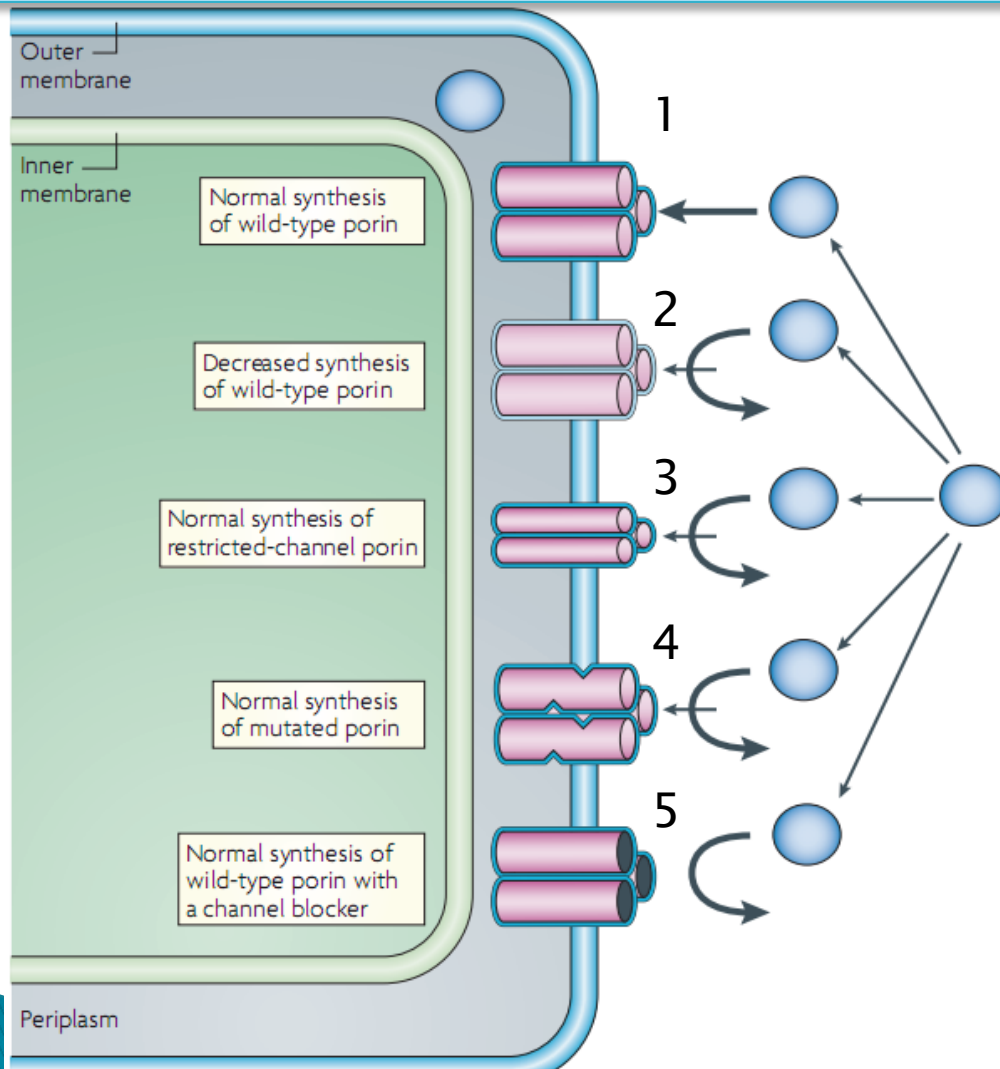 Outer
membrane
1
Inner
membrane
Normal synthesis
of wild-type porin
2
Decreased synthesis
of wild-type porin
3
Normal synthesis of
restricted-channel porin
4
Normal synthesis
of mutated porin
5
Normal synthesis of
wild-type porin with
a channel blocker
Periplasm